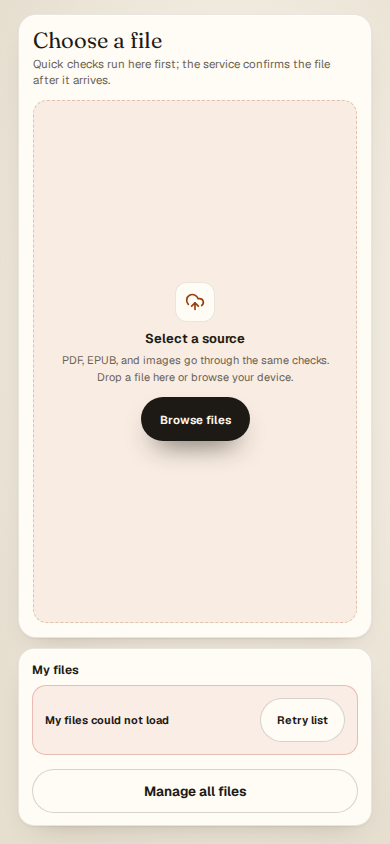 Choose a file
Quick checks run here first; the service confirms the file
after it arrives.
Select a source
PDF, EPUB, and images go through the same checks.
Drop a file here or browse your device.
Browse files
My files
My files could not load
Retry list
Manage all files